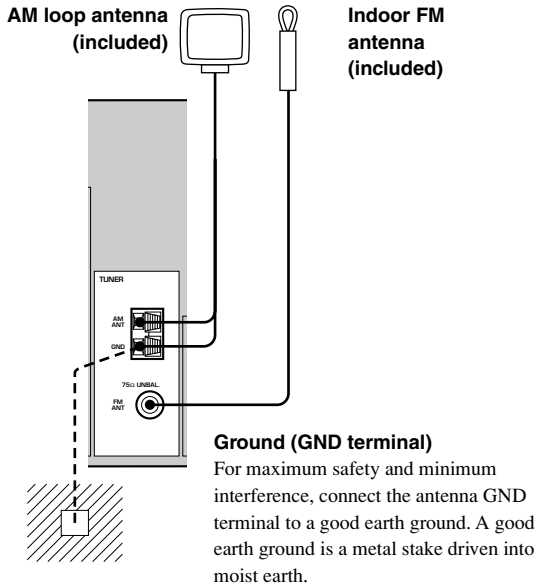 AM loop antenna
(included)
Indoor FM
antenna
(included)
TUNER
AM
ANT
GND
75Ω UNBAL.
FM
ANT
Ground (GND terminal)
For maximum safety and minimum
interference, connect the antenna GND
terminal to a good earth ground. A good
earth ground is a metal stake driven into
moist earth.